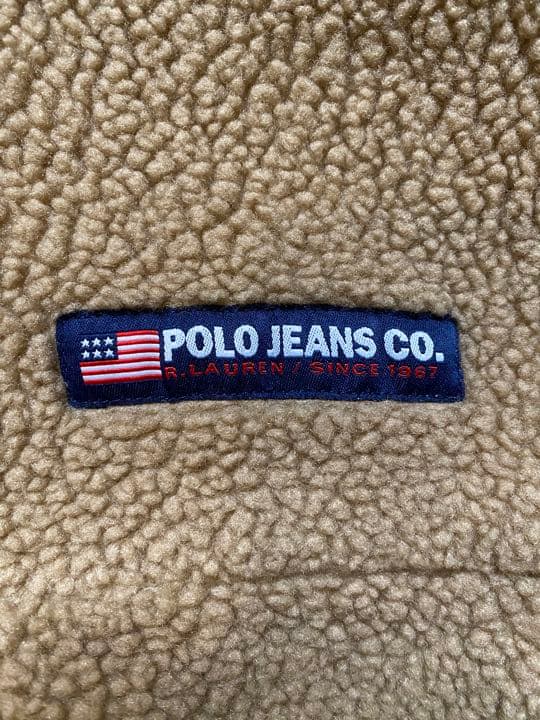 POLO JEANS CO.
R.LAUREN / SINCE 1967